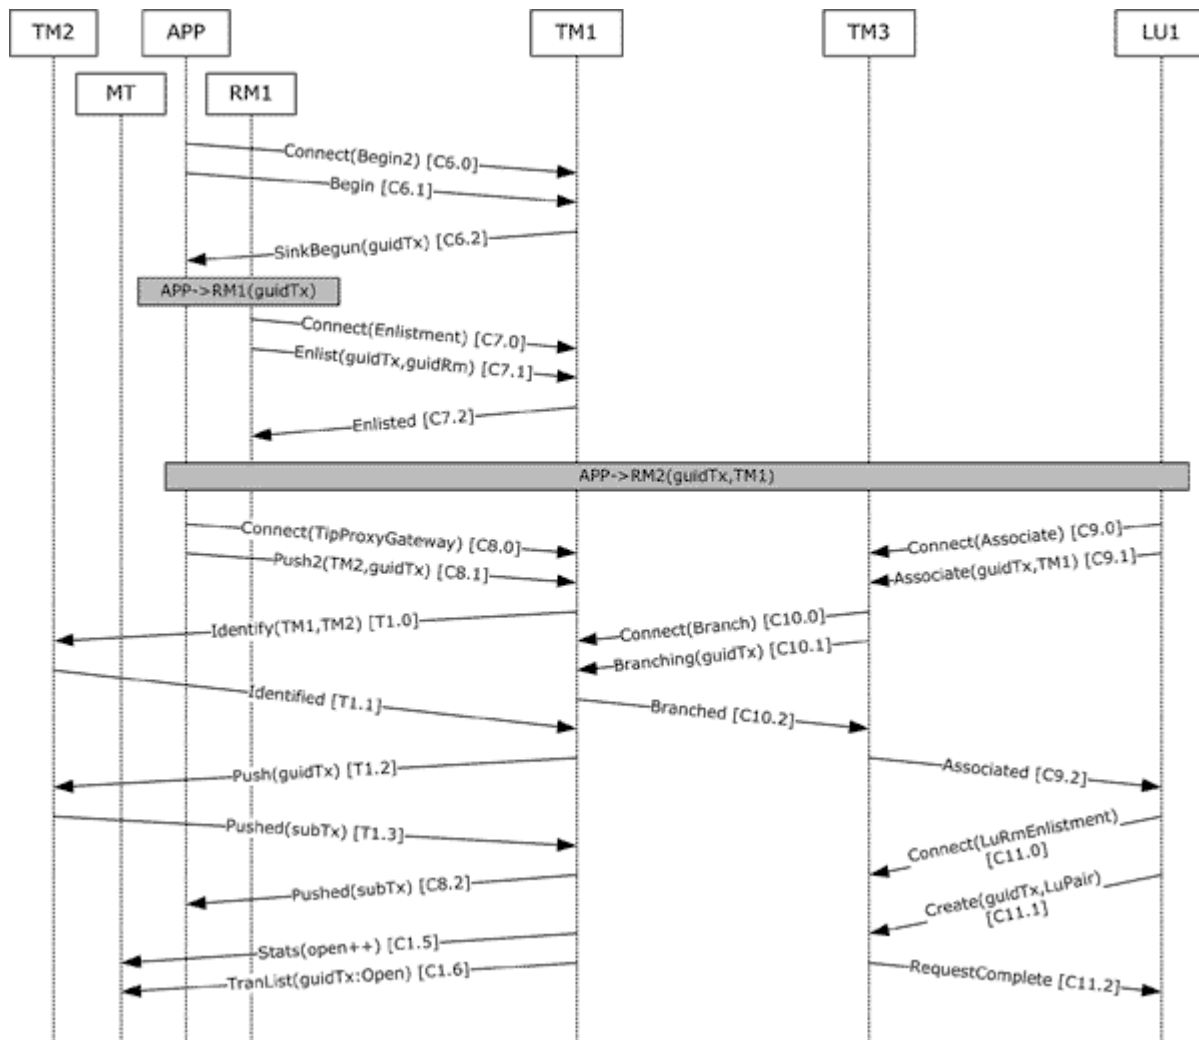 TM2
APP
TM1
TM3
LU1
MT
RM1
Connect(Begin2) [C6.0]
Begin [C6.1]
SinkBegun(guidTx) [C6.2]
APP->RM1(guidTx)
Connect(Enlistment) [C7.0]
Enlist(guidTx,guidRm) [C7.1]
Enlisted [C7.2]
APP->RM2(guidTx,TM1)
Connect(TipProxyGateway) [C8.0]
Connect(Associate) [C9.0]
Push2(TM2,guidTx) [C8.1]
Associate(guidTx,TM1) [C9.1]
Identify(TM1,TM2) [T1.0]
Connect(Branch) [C10.0]
Branching(guidTx) [C10.1]
Identified [T1.1]
Branched [C10.2]
Push(guidTx) [T1.2]
Associated [C9.2]
Pushed(subTx) [T1.3]
Connect(LuRmEnlistment)
[C11.0]
Pushed(subTx) [C8.2]
Create(guidTx,LuPair)
[C11.1]
Stats(open++) [C1.5]
TranList(guidTx:Open) [C1.6]
RequestComplete [C11.2]